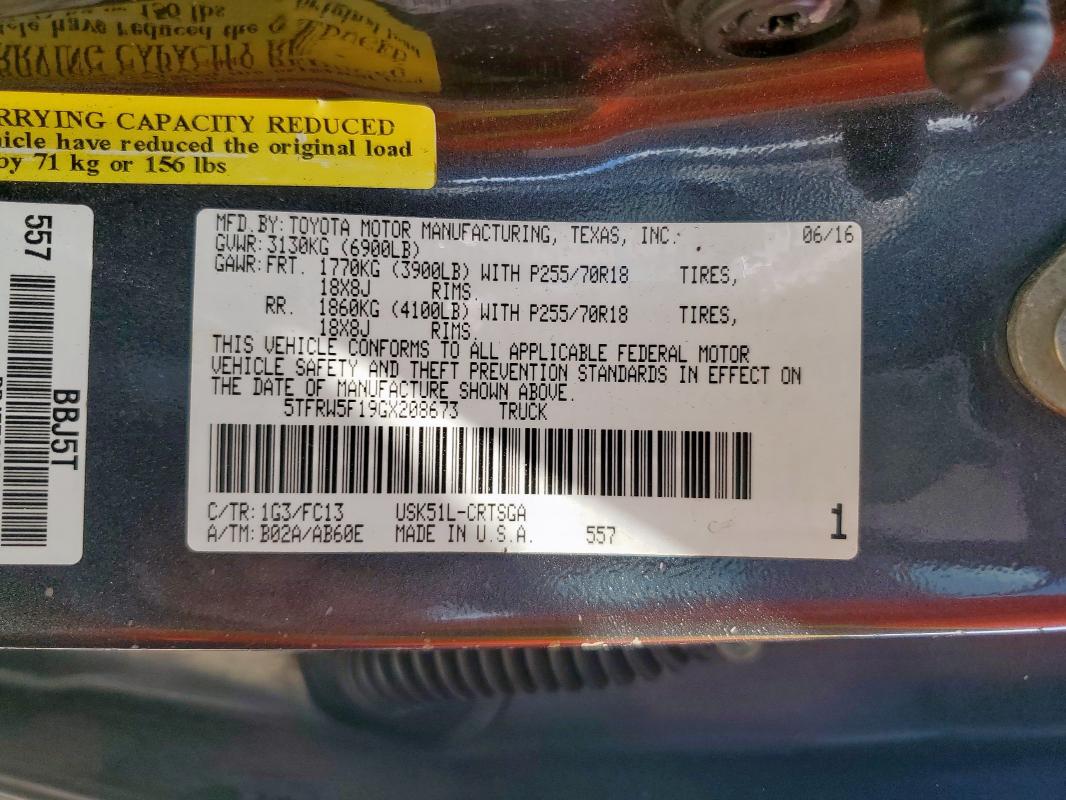 RRYING CAPACITY REDUCED
hicle have reduced the original load
by 71 kg or 156 lbs
557
BBJ5T
MFD.BY: TOYOTA MOTOR MANUFACTURING, TEXAS, INC. 06/16
GVWR: 3130KG (6900LB)
GAWR: FRT. 1770KG (3900LB) WITH P255/70R18 TIRES,
18X8J RIMS,
RR. 1860KG (4100LB) WITH P255/70R18 TIRES,
18X8J RIMS,
THIS VEHICLE CONFORMS TO ALL APPLICABLE FEDERAL MOTOR
VEHICLE SAFETY AND THEFT PREVENTION STANDARDS IN EFFECT ON
THE DATE OF MANUFACTURE SHOWN ABOVE.
5TFRW5F19GX208673 TRUCK
C/TR: 1G3/FC13 USK51L-CRTSGA
A/TM: B02A/AB60E MADE IN U.S.A. 557
1